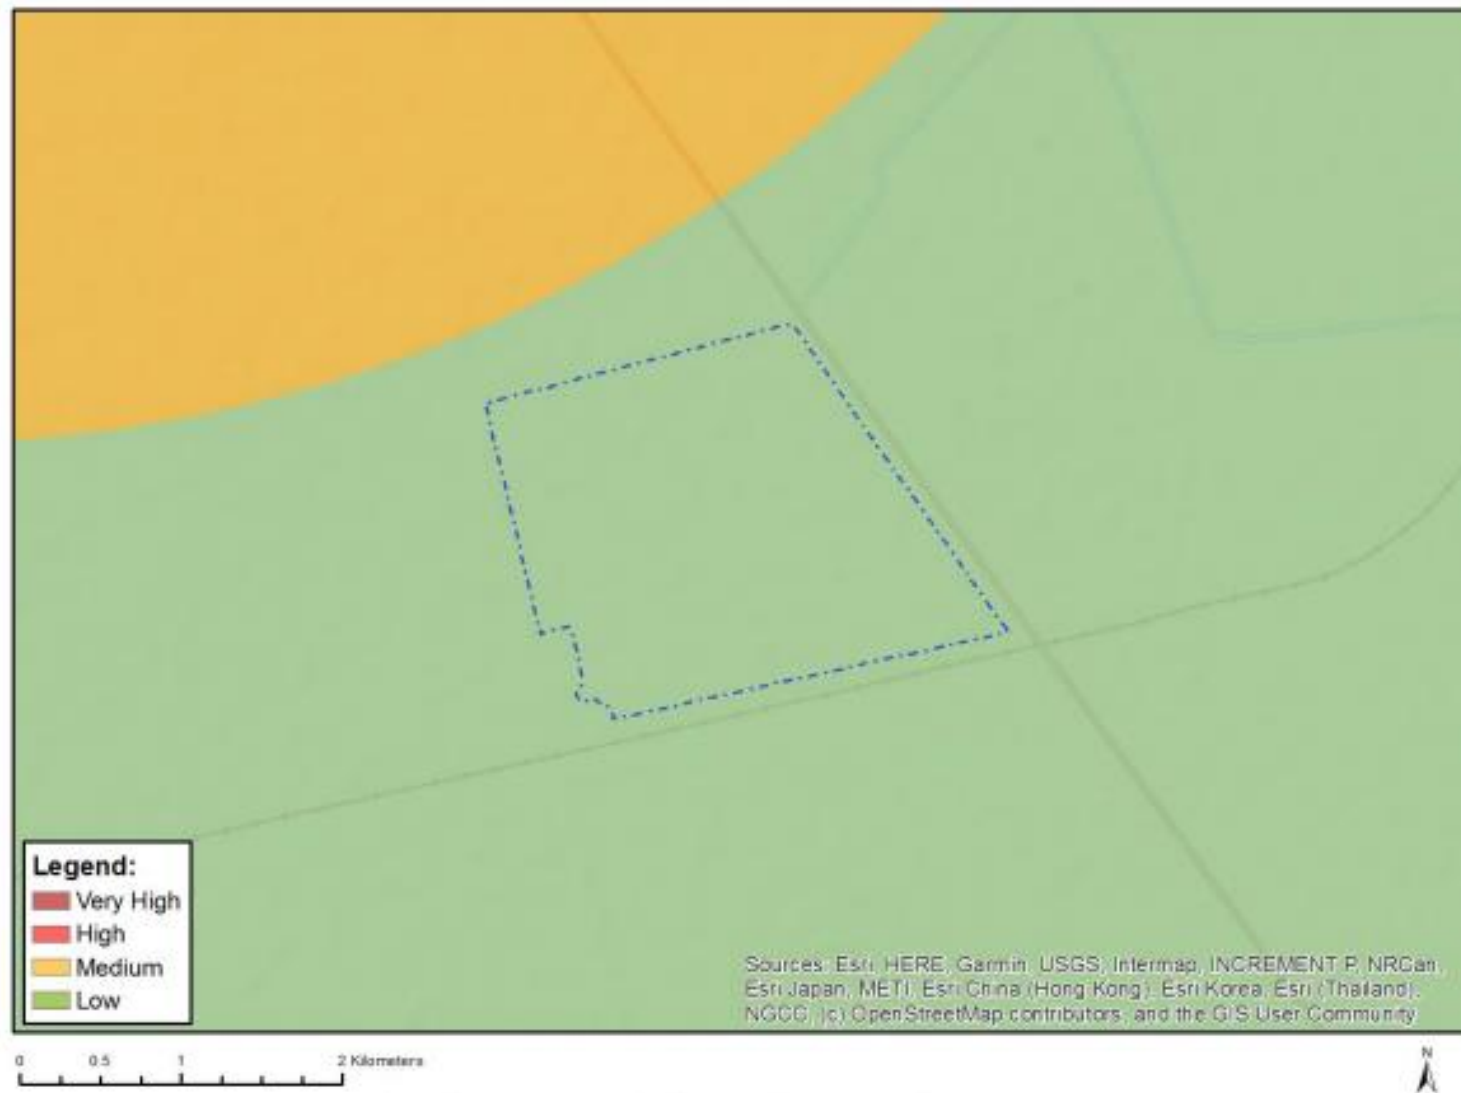 Legend:
Very High
High
Medium
Low
Sources: Esri, HERE, Garmin, USGS, Intermap, INCREMENT P, NRCan,
Esri Japan, METI, Esri China (Hong Kong), Esri Korea, Esri (Thailand),
NGCC, (c) OpenStreetMap contributors, and the GIS User Community
0 0.5 1 2 Kilometers
N